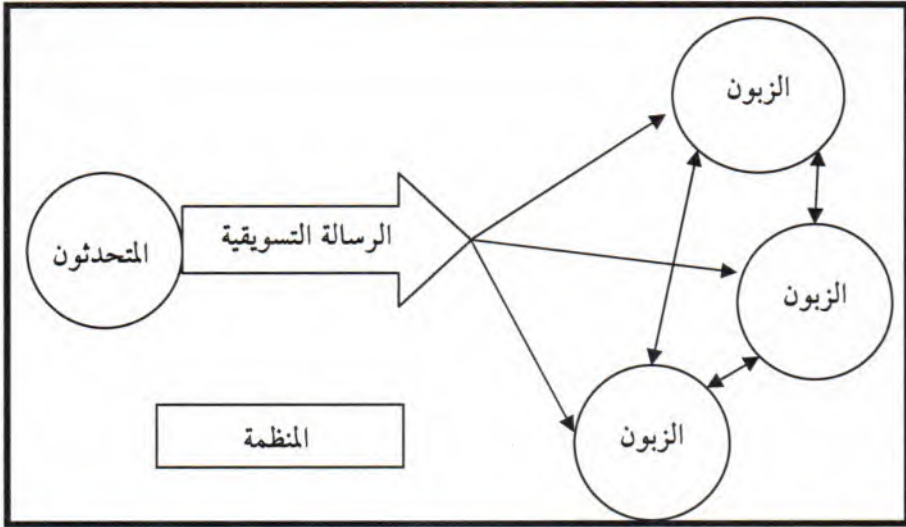 الزبون
المتحدثون
الرسالة التسويقية
الزبون
الزبون
المنظمة